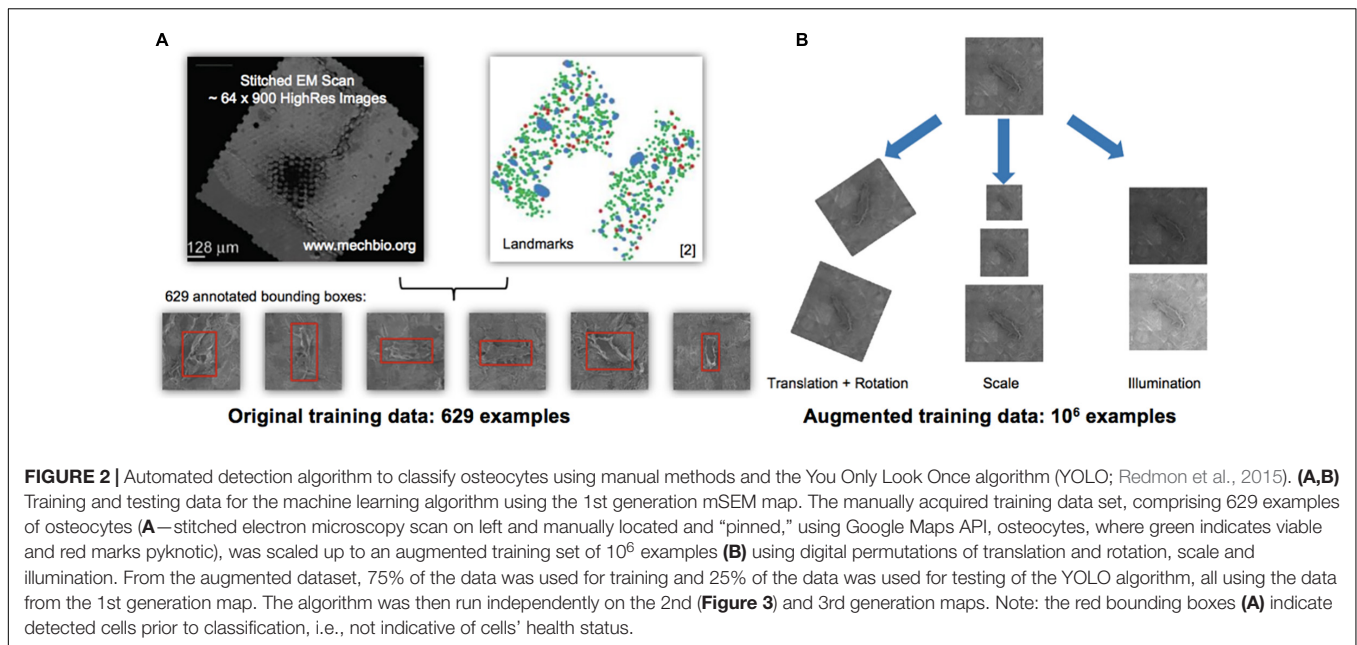 A
Stitched EM Scan
~ 64 x 900 HighRes Images
128 µm
www.mechbio.org
Landmarks
[2]
629 annotated bounding boxes:
Original training data: 629 examples
B
Translation + Rotation
Scale
Illumination
Augmented training data: 10⁶ examples
FIGURE 2 | Automated detection algorithm to classify osteocytes using manual methods and the You Only Look Once algorithm (YOLO; Redmon et al., 2015). (A,B)
Training and testing data for the machine learning algorithm using the 1st generation mSEM map. The manually acquired training data set, comprising 629 examples
of osteocytes (A—stitched electron microscopy scan on left and manually located and “pinned,” using Google Maps API, osteocytes, where green indicates viable
and red marks pyknotic), was scaled up to an augmented training set of 10⁶ examples (B) using digital permutations of translation and rotation, scale and
illumination. From the augmented dataset, 75% of the data was used for training and 25% of the data was used for testing of the YOLO algorithm, all using the data
from the 1st generation map. The algorithm was then run independently on the 2nd (Figure 3) and 3rd generation maps. Note: the red bounding boxes (A) indicate
detected cells prior to classification, i.e., not indicative of cells’ health status.